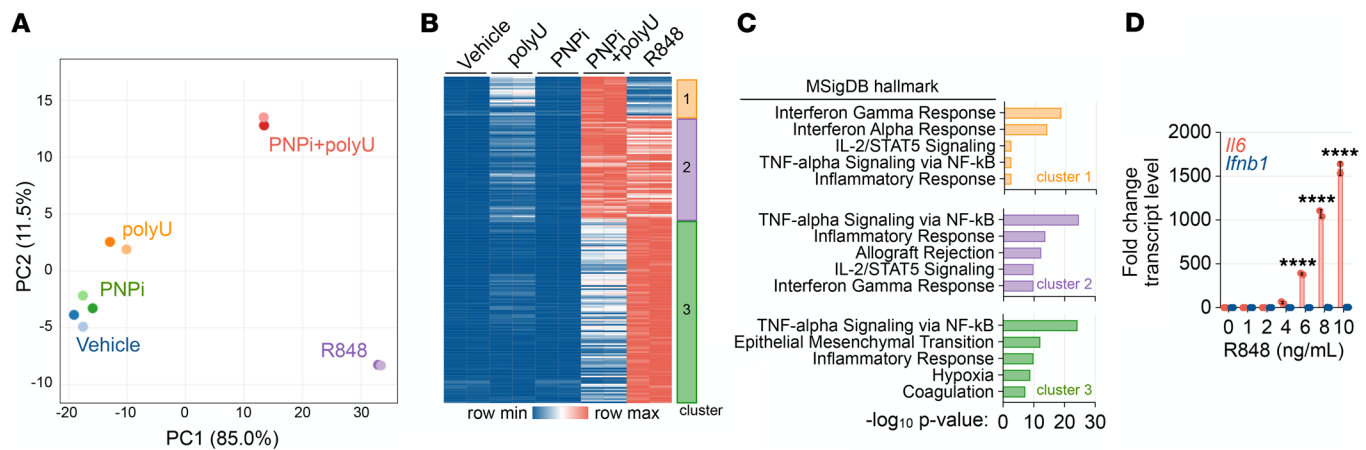 A
PC2 (11.5%)
15
10
5
0
-5
-10
PNPi+polyU
polyU
PNPi
Vehicle
R848
-20
-10
0
10
20
30
PC1 (85.0%)
B
Vehicle
polyU
PNPi
PNPi
+polyU
R848
1
2
3
row min
row max
cluster
C
MSigDB hallmark
Interferon Gamma Response
Interferon Alpha Response
IL-2/STAT5 Signaling
TNF-alpha Signaling via NF-kB
Inflammatory Response
cluster 1
TNF-alpha Signaling via NF-kB
Inflammatory Response
Allograft Rejection
IL-2/STAT5 Signaling
Interferon Gamma Response
cluster 2
TNF-alpha Signaling via NF-kB
Epithelial Mesenchymal Transition
Inflammatory Response
Hypoxia
Coagulation
cluster 3
-log₁₀ p-value: 0 10 20 30
D
Fold change
transcript level
2000
1500
1000
500
0
Il6
Ifnb1
****
****
****
0 1 2 4 6 8 10
R848 (ng/mL)